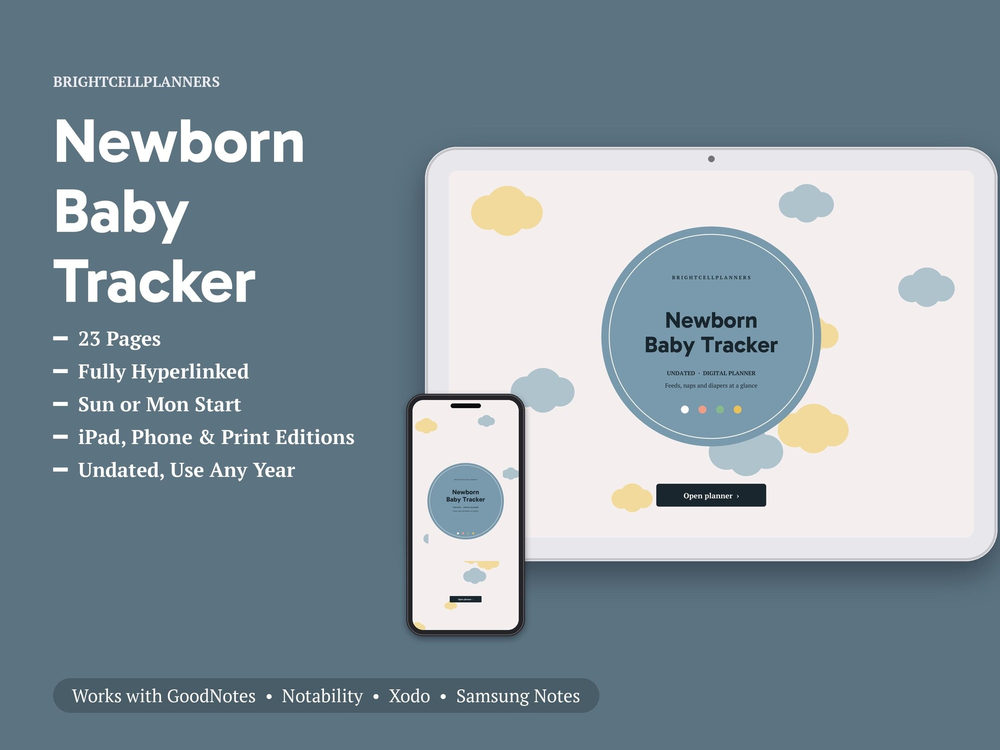 BRIGHTCELLPLANNERS
Newborn
Baby
Tracker
23 Pages
Fully Hyperlinked
Sun or Mon Start
iPad, Phone & Print Editions
Undated, Use Any Year
BRIGHTCELLPLANNERS
Newborn
Baby Tracker
UNDATED · DIGITAL PLANNER
Feeds, naps and diapers at a glance
Open planner ›
Newborn
Baby Tracker
Works with GoodNotes • Notability • Xodo • Samsung Notes